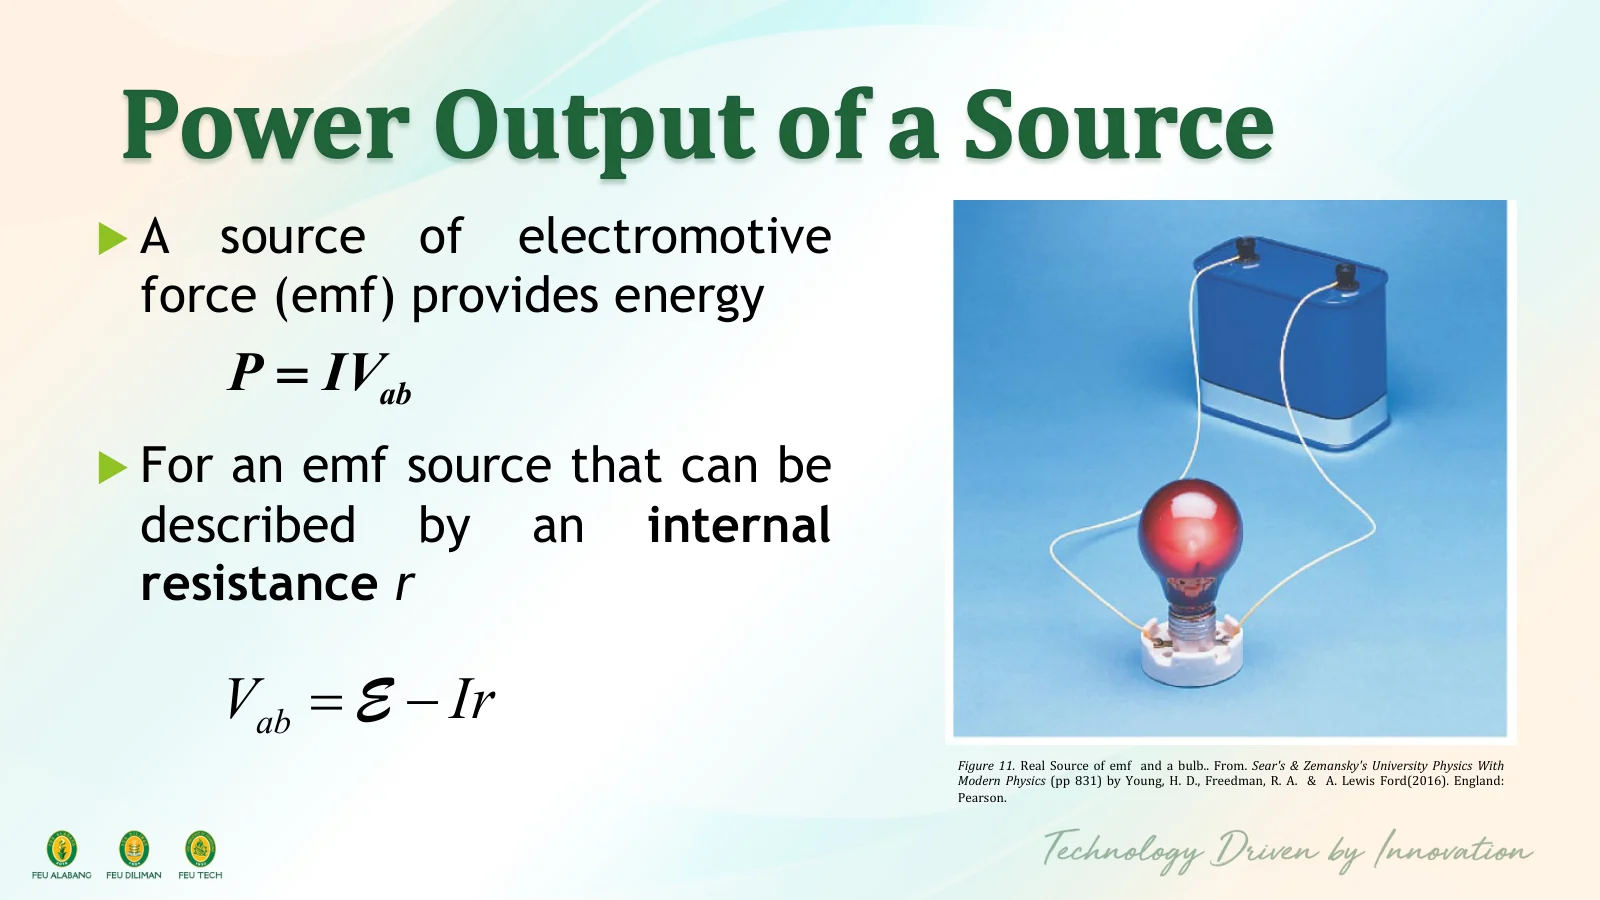 Power Output of a Source
A source of electromotive
force (emf) provides energy
P = IV_ab
For an emf source that can be
described by an internal
resistance r
V_ab = ℰ − Ir
Figure 11. Real Source of emf and a bulb.. From. Sear's & Zemansky's University Physics With
Modern Physics (pp 831) by Young, H. D., Freedman, R. A. & A. Lewis Ford(2016). England:
Pearson.
Technology Driven by Innovation
FEU ALABANG FEU DILIMAN FEU TECH